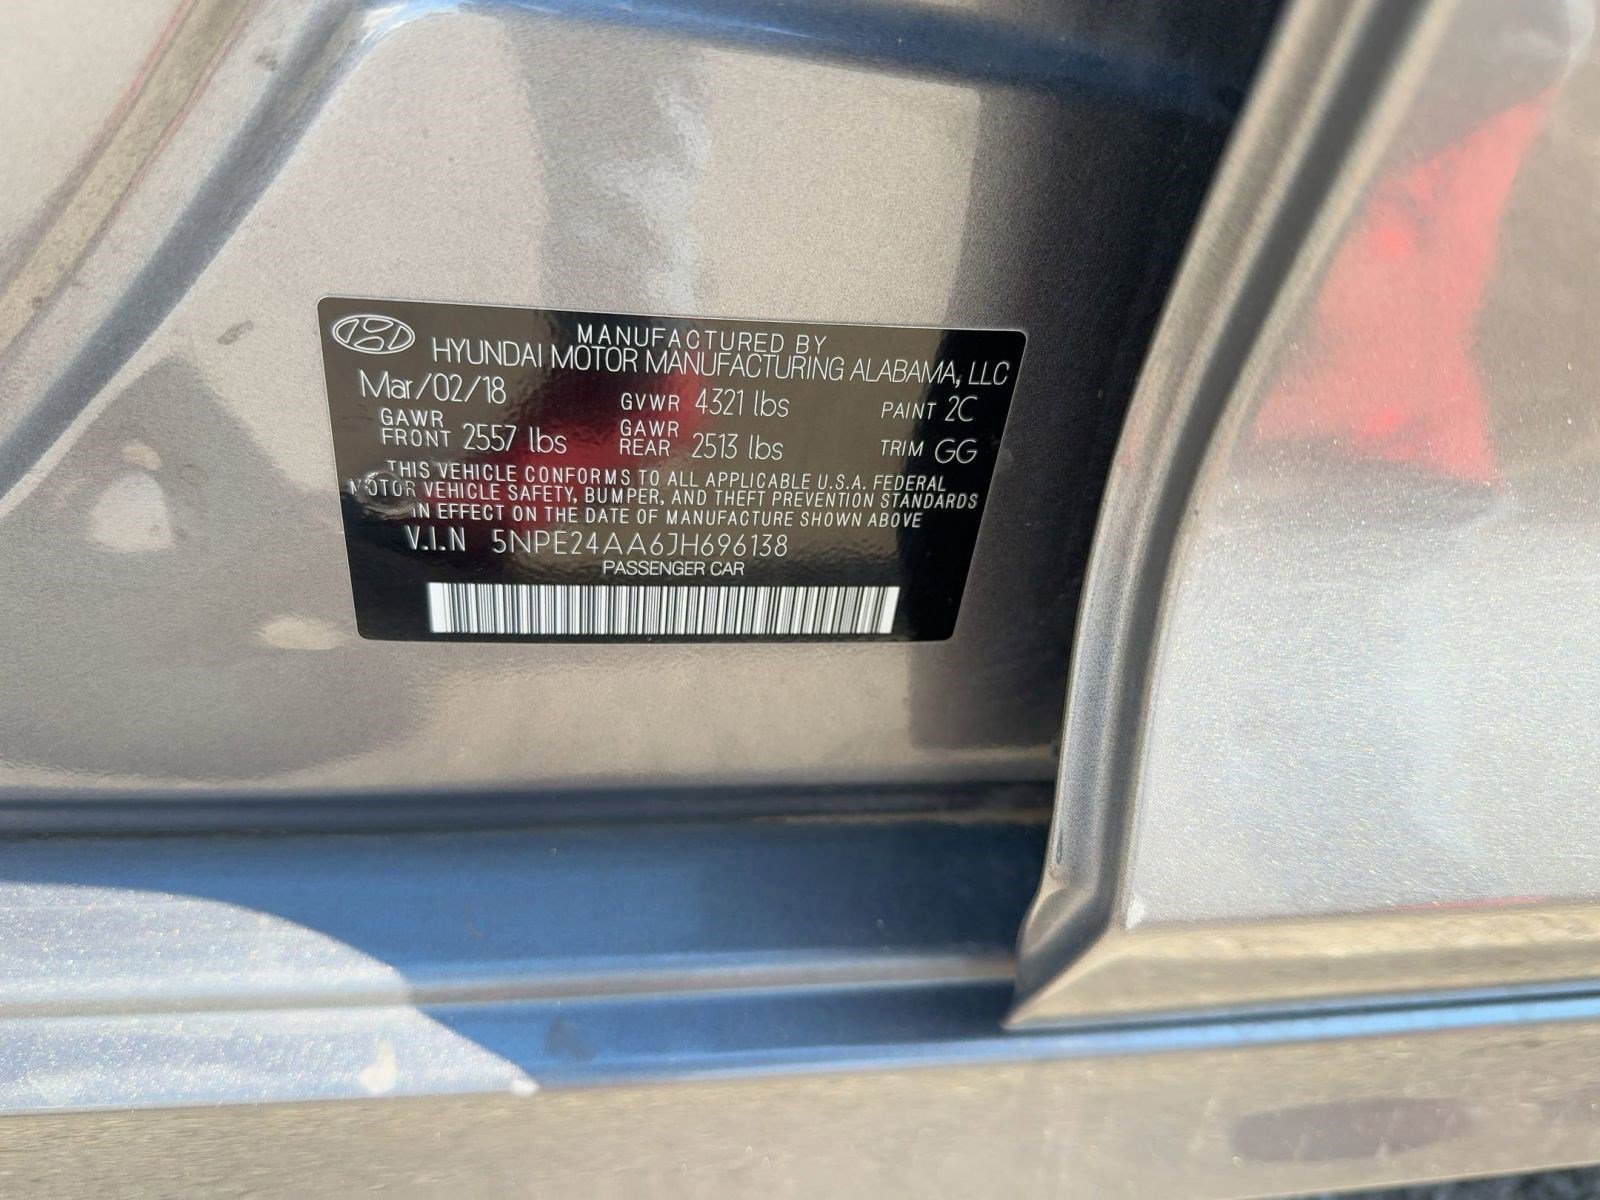 MANUFACTURED BY
HYUNDAI MOTOR MANUFACTURING ALABAMA, LLC
Mar/02/18 GVWR 4321 lbs PAINT 2C
GAWR FRONT 2557 lbs GAWR REAR 2513 lbs TRIM GG
THIS VEHICLE CONFORMS TO ALL APPLICABLE U.S.A. FEDERAL
MOTOR VEHICLE SAFETY, BUMPER, AND THEFT PREVENTION STANDARDS
IN EFFECT ON THE DATE OF MANUFACTURE SHOWN ABOVE
V.I.N 5NPE24AA6JH696138
PASSENGER CAR